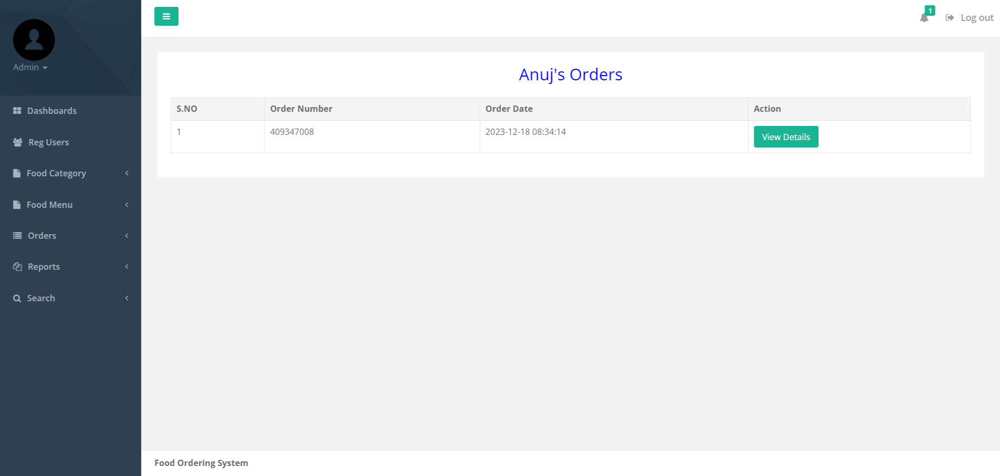 1
Log out
Admin
Dashboards
Reg Users
Food Category
Food Menu
Orders
Reports
Search
Anuj's Orders
S.NO Order Number Order Date Action
1 409347008 2023-12-18 08:34:14 View Details
Food Ordering System